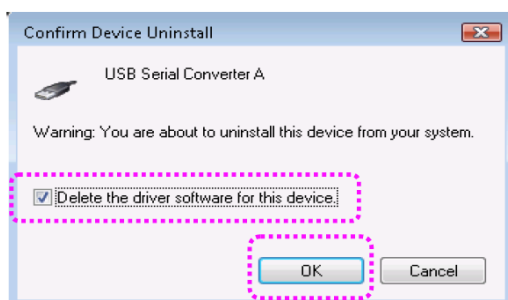 Confirm Device Uninstall
USB Serial Converter A
Warning: You are about to uninstall this device from your system.
Delete the driver software for this device.
OK
Cancel